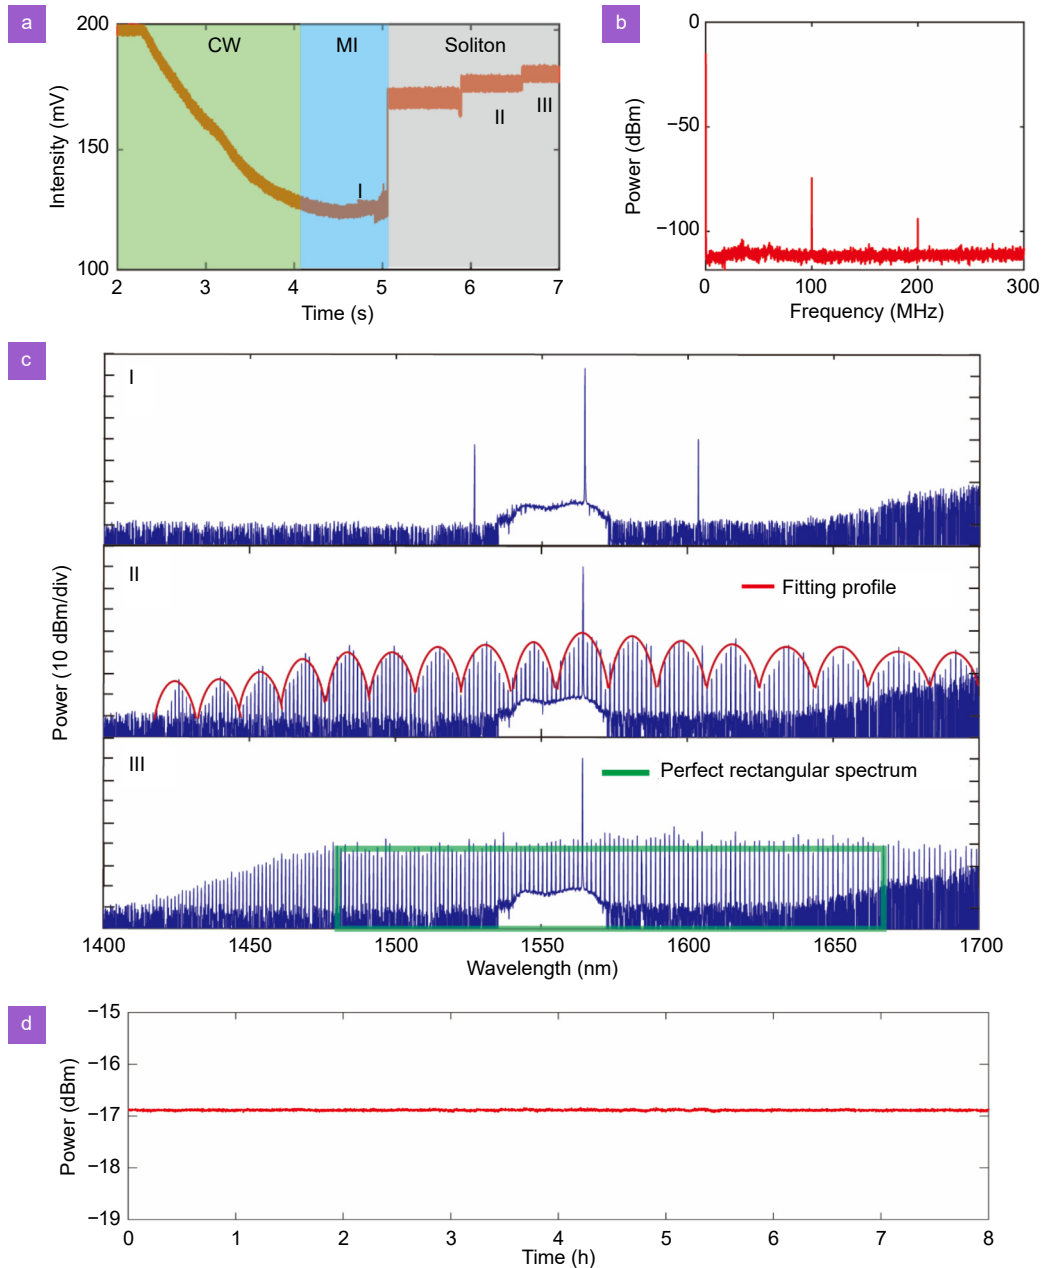 a
200
150
100
Intensity (mV)
CW
MI
Soliton
I
II
III
2 3 4 5 6 7
Time (s)
b
0
−50
−100
Power (dBm)
0 100 200 300
Frequency (MHz)
c
I
II
Fitting profile
III
Perfect rectangular spectrum
Power (10 dBm/div)
1400 1450 1500 1550 1600 1650 1700
Wavelength (nm)
d
−15
−16
−17
−18
−19
Power (dBm)
0 1 2 3 4 5 6 7 8
Time (h)